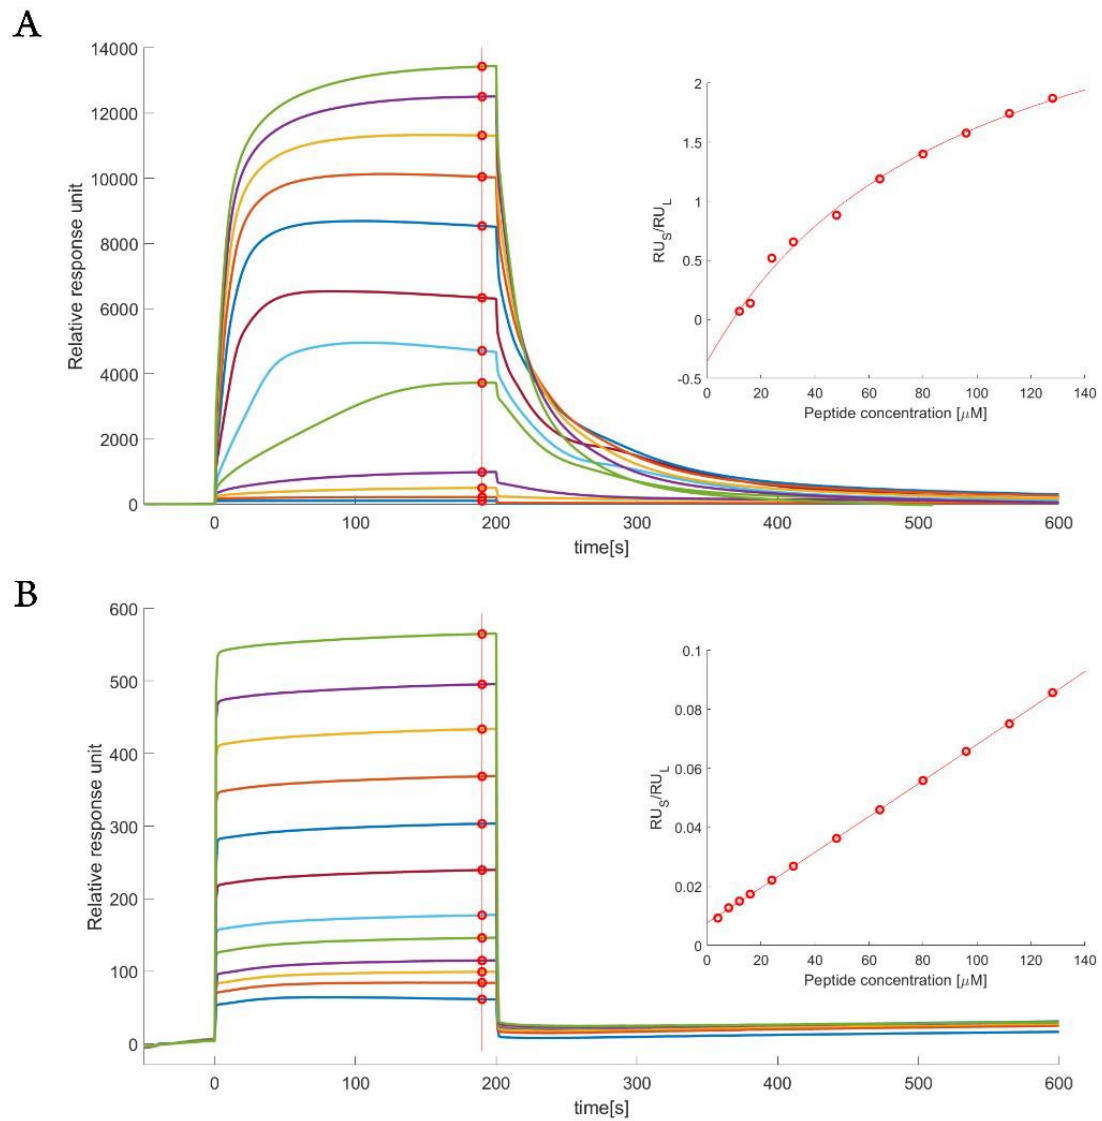 A
14000
12000
10000
8000
6000
4000
2000
0
Relative response unit
0 100 200 300 400 500 600
time[s]
2
1.5
1
0.5
0
-0.5
RU_S/RU_L
0 20 40 60 80 100 120 140
Peptide concentration [μM]
B
600
500
400
300
200
100
0
Relative response unit
0 100 200 300 400 500 600
time[s]
0.1
0.08
0.06
0.04
0.02
0
RU_S/RU_L
0 20 40 60 80 100 120 140
Peptide concentration [μM]